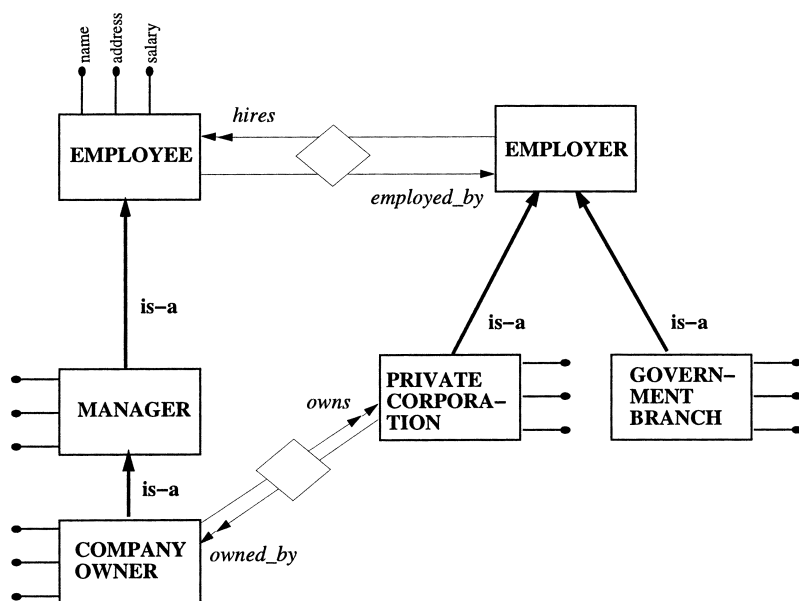 name
address
salary
hires
EMPLOYEE
EMPLOYER
employed_by
is-a
is-a
is-a
owns
MANAGER
PRIVATE
CORPORA-
TION
GOVERN-
MENT
BRANCH
is-a
COMPANY
OWNER
owned_by